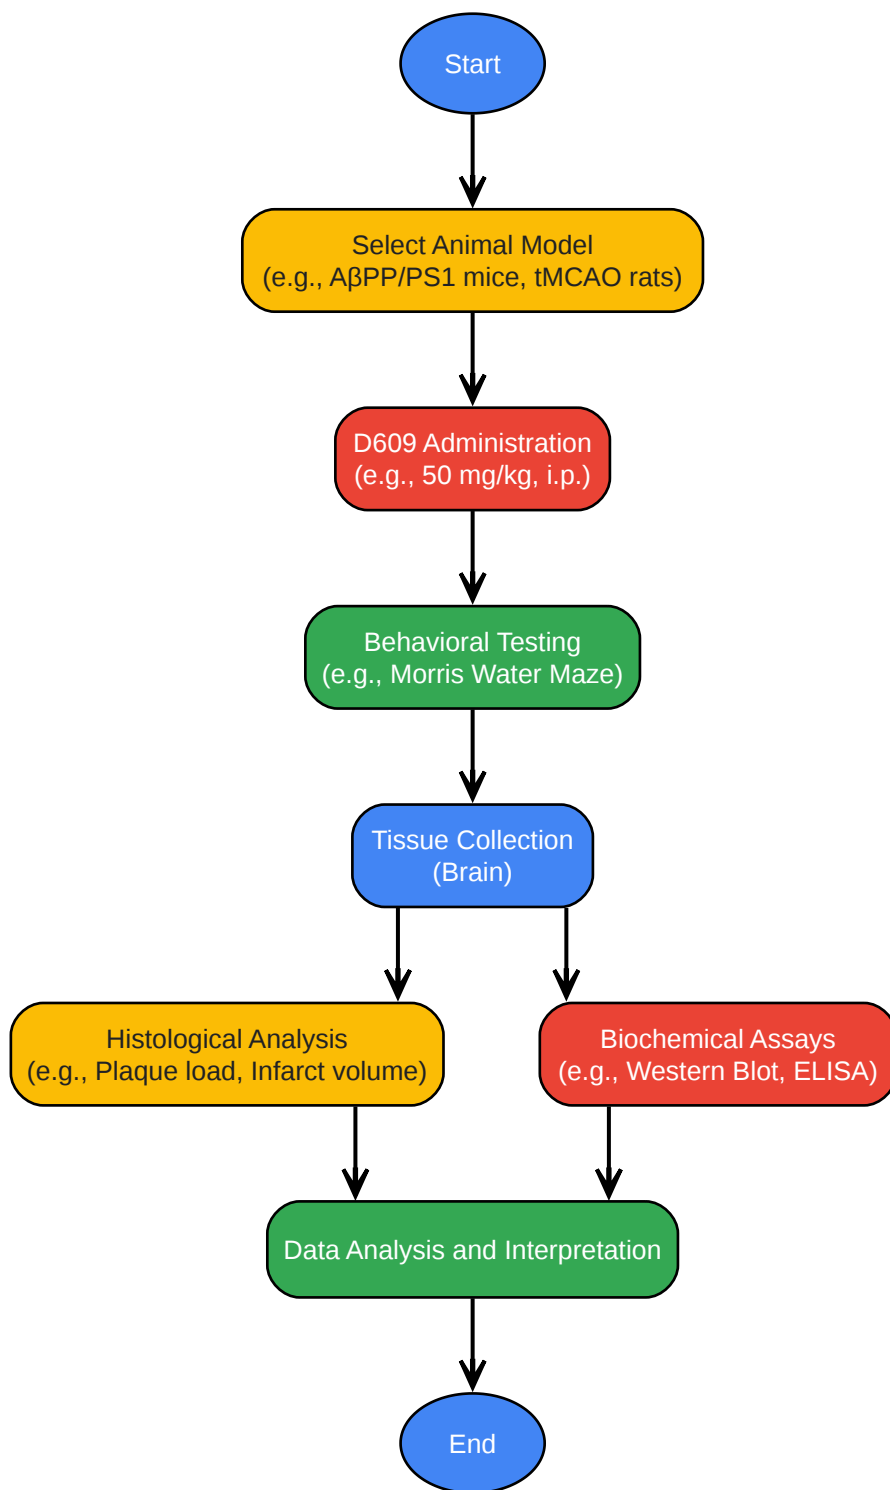 Start
Select Animal Model
(e.g., AβPP/PS1 mice, tMCAO rats)
D609 Administration
(e.g., 50 mg/kg, i.p.)
Behavioral Testing
(e.g., Morris Water Maze)
Tissue Collection
(Brain)
Histological Analysis
(e.g., Plaque load, Infarct volume)
Biochemical Assays
(e.g., Western Blot, ELISA)
Data Analysis and Interpretation
End